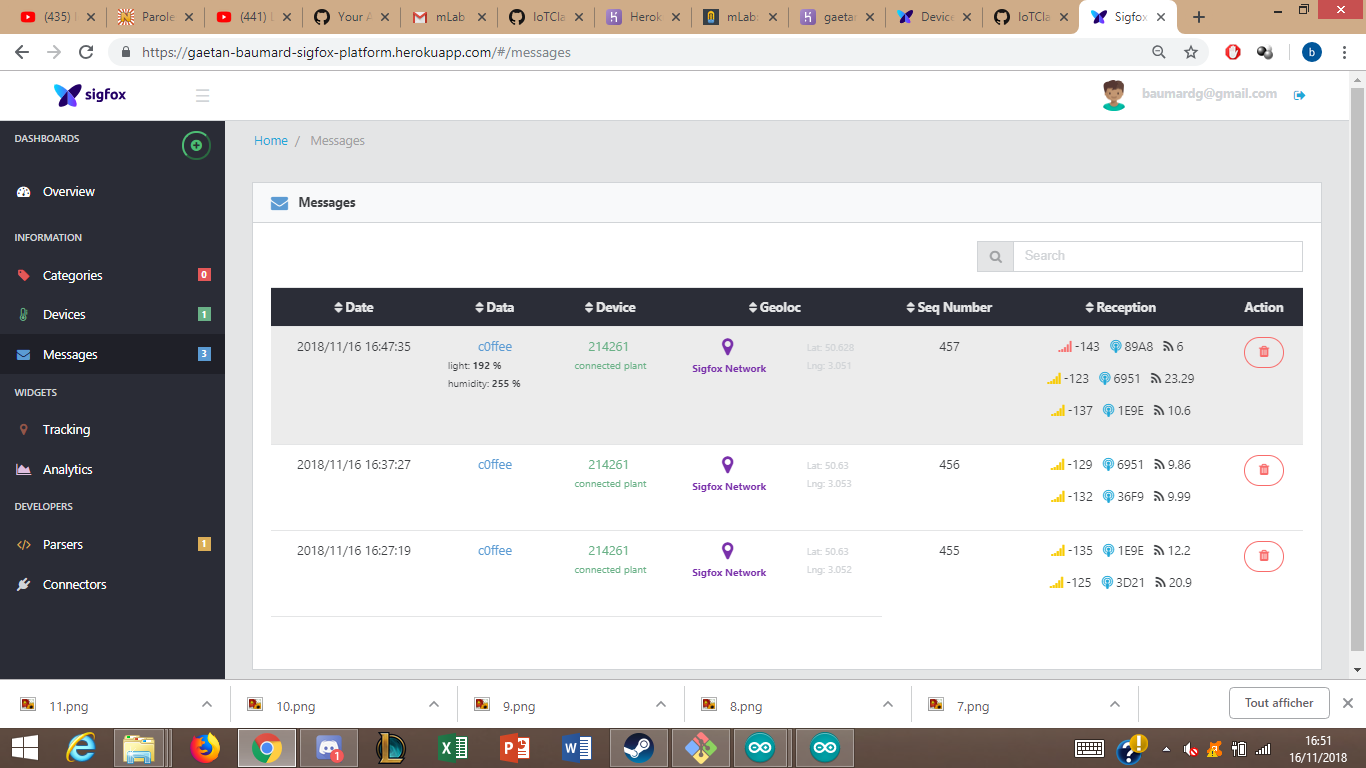 (435) I
Parole
(441) L
Your A
mLab
IoTCla
Herok
mLab:
gaetan
Device
IoTCla
Sigfox
https://gaetan-baumard-sigfox-platform.herokuapp.com/#/messages
b
sigfox
baumardg@gmail.com
DASHBOARDS
Overview
INFORMATION
Categories 0
Devices 1
Messages 3
WIDGETS
Tracking
Analytics
DEVELOPERS
Parsers 1
Connectors
Home / Messages
Messages
Search
Date Data Device Geoloc Seq Number Reception Action
2018/11/16 16:47:35 c0ffee 214261 Lat: 50.628 457 -143 89A8 6
light: 192 % connected plant Sigfox Network Lng: 3.051
humidity: 255 % -123 6951 23.29
-137 1E9E 10.6
2018/11/16 16:37:27 c0ffee 214261 Lat: 50.63 456 -129 6951 9.86
connected plant Sigfox Network Lng: 3.053
-132 36F9 9.99
2018/11/16 16:27:19 c0ffee 214261 Lat: 50.63 455 -135 1E9E 12.2
connected plant Sigfox Network Lng: 3.052
-125 3D21 20.9
11.png
10.png
9.png
8.png
7.png
Tout afficher
1
16:51
16/11/2018